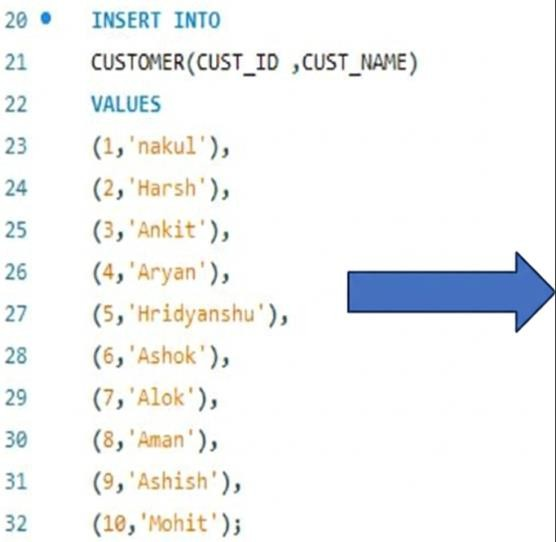 20 INSERT INTO
21 CUSTOMER(CUST_ID ,CUST_NAME)
22 VALUES
23 (1,'nakul'),
24 (2,'Harsh'),
25 (3,'Ankit'),
26 (4,'Aryan'),
27 (5,'Hridyanshu'),
28 (6,'Ashok'),
29 (7,'Alok'),
30 (8,'Aman'),
31 (9,'Ashish'),
32 (10,'Mohit');